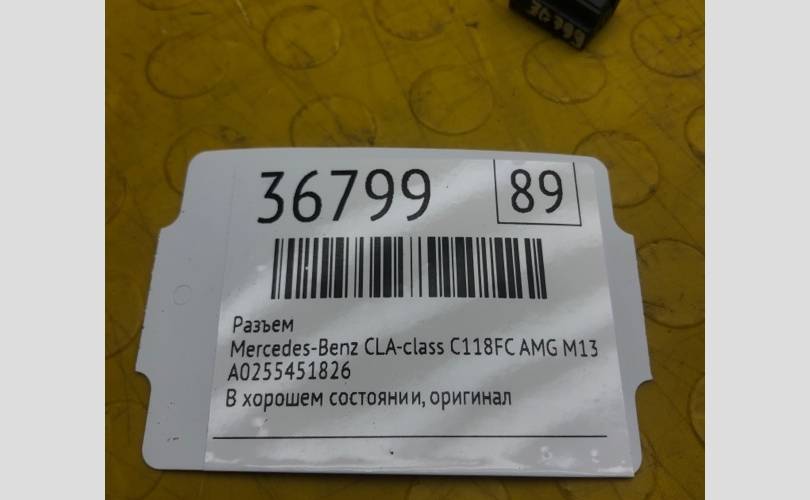 36799
89
Разъем
Mercedes-Benz CLA-class C118FC AMG M13
A0255451826
В хорошем состоянии, оригинал